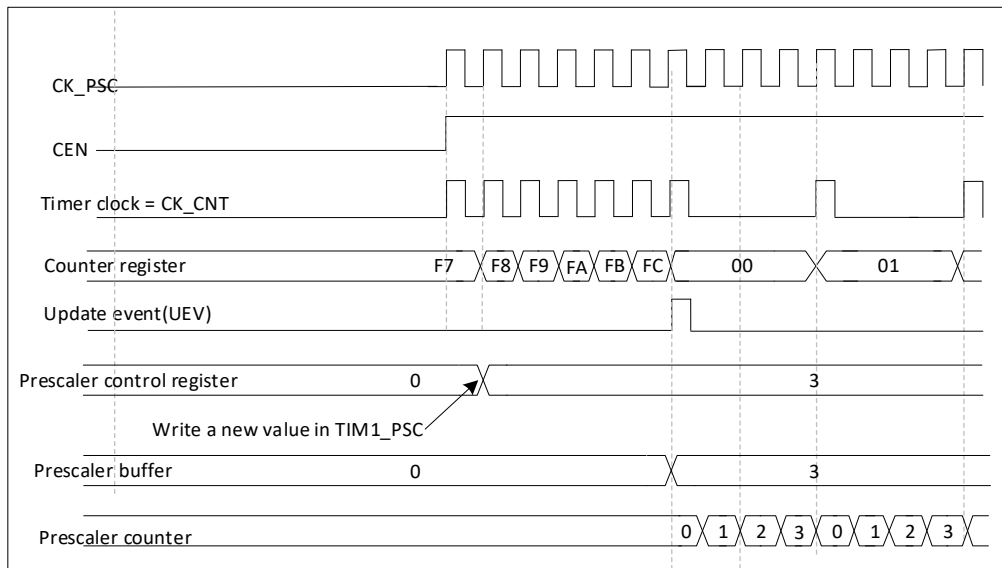 CK_PSC
CEN
Timer clock = CK_CNT
Counter register F7 F8 F9 FA FB FC 00 01
Update event(UEV)
Prescaler control register 0 3
Write a new value in TIM1_PSC
Prescaler buffer 0 3
Prescaler counter 0 1 2 3 0 1 2 3